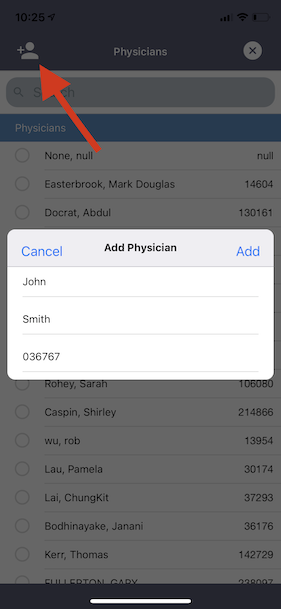 10:25
Physicians
Search
Physicians
None, null null
Easterbrook, Mark Douglas 14604
Docrat, Abdul 130161
Cancel Add Physician Add
John
Smith
036767
Rohey, Sarah 106080
Caspin, Shirley 214866
wu, rob 13954
Lau, Pamela 30174
Lai, ChungKit 37293
Bodhinayake, Janani 36176
Kerr, Thomas 142729
FULLERTON, GARY 238097